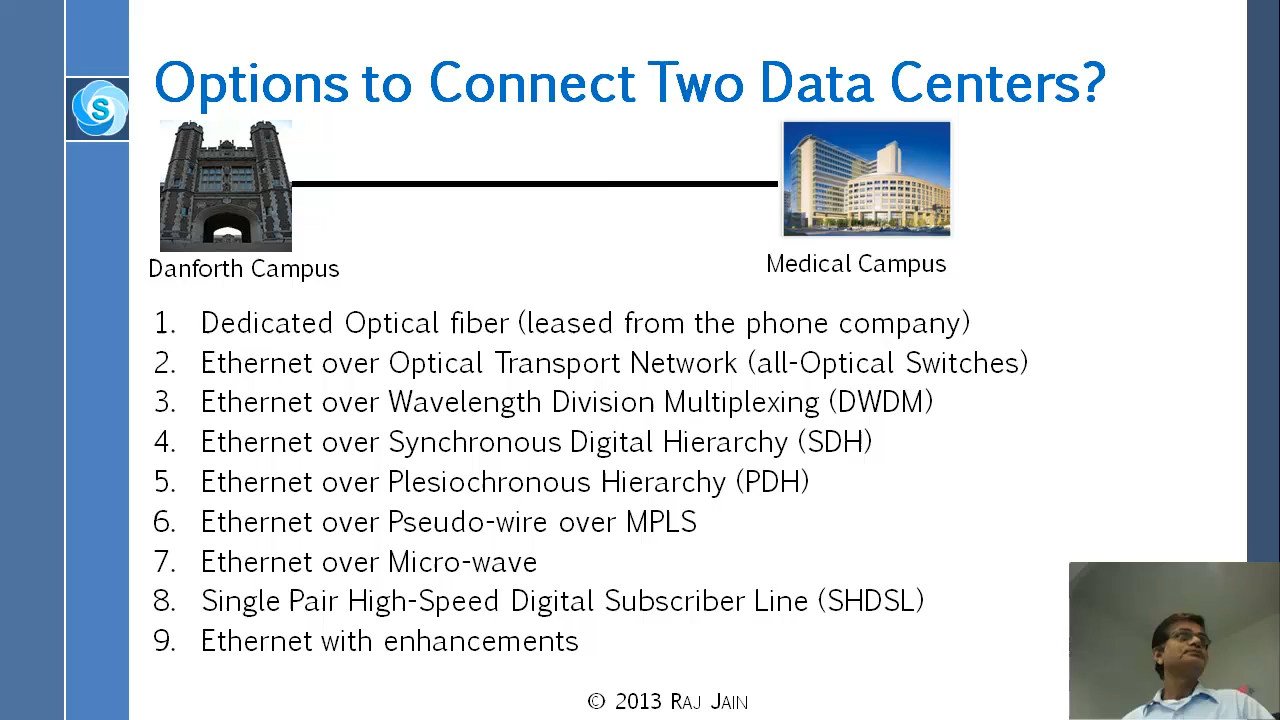 Options to Connect Two Data Centers?
S
Danforth Campus
Medical Campus
1. Dedicated Optical fiber (leased from the phone company)
2. Ethernet over Optical Transport Network (all-Optical Switches)
3. Ethernet over Wavelength Division Multiplexing (DWDM)
4. Ethernet over Synchronous Digital Hierarchy (SDH)
5. Ethernet over Plesiochronous Hierarchy (PDH)
6. Ethernet over Pseudo-wire over MPLS
7. Ethernet over Micro-wave
8. Single Pair High-Speed Digital Subscriber Line (SHDSL)
9. Ethernet with enhancements
© 2013 RAJ JAIN